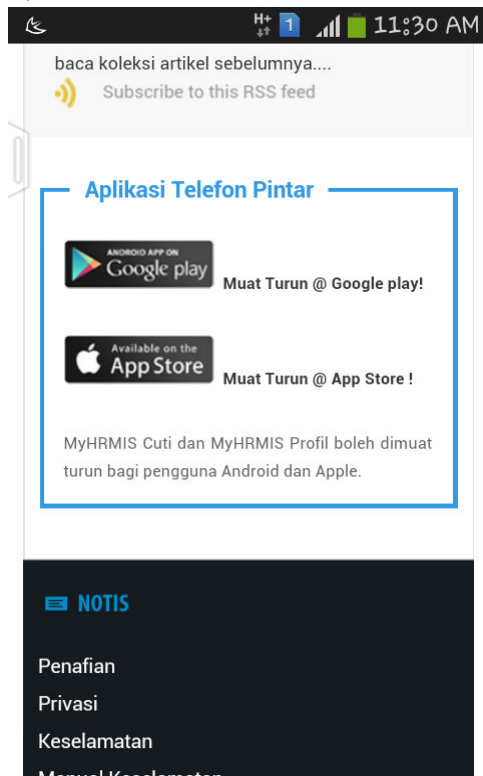 H+ 1 11:30 AM
baca koleksi artikel sebelumnya....
Subscribe to this RSS feed
Aplikasi Telefon Pintar
ANDROID APP ON
Google play
Muat Turun @ Google play!
Available on the
App Store
Muat Turun @ App Store !
MyHRMIS Cuti dan MyHRMIS Profil boleh dimuat
turun bagi pengguna Android dan Apple.
NOTIS
Penafian
Privasi
Keselamatan
Manual Keselamatan